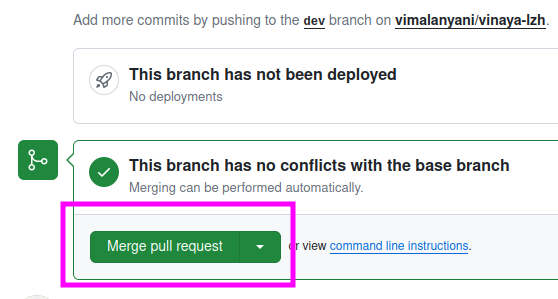 Add more commits by pushing to the dev branch on vimalanyani/vinaya-lzh.
This branch has not been deployed
No deployments
This branch has no conflicts with the base branch
Merging can be performed automatically.
Merge pull request or view command line instructions.